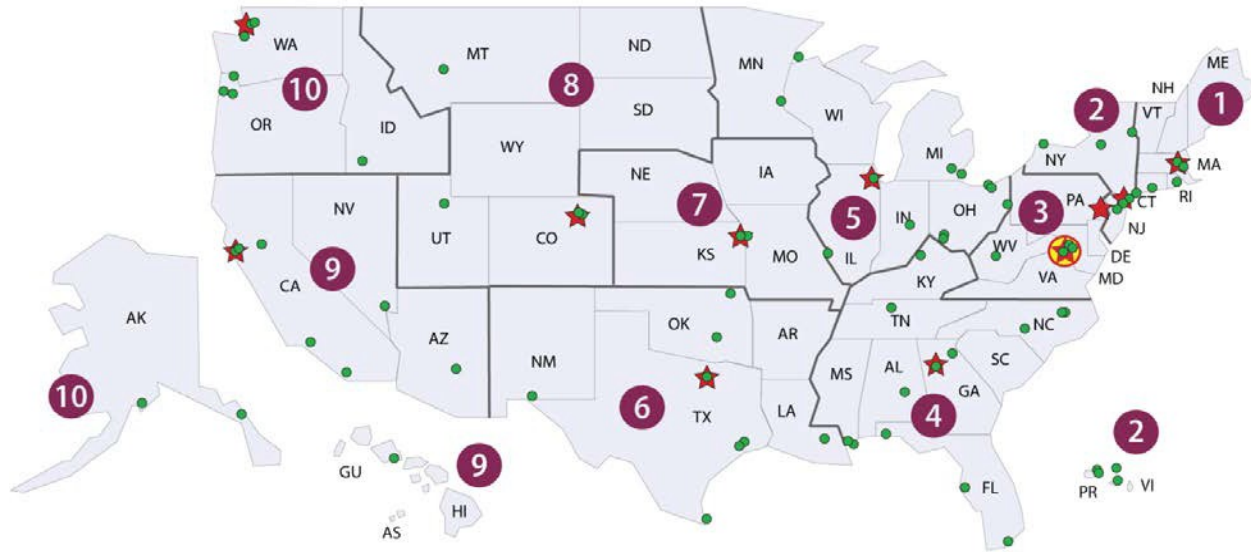 WA
MT
ND
MN
ME
NH
VT
10
8
2
1
OR
ID
SD
WI
MI
NY
MA
WY
NE
IA
PA
CT
RI
7
5
3
NV
UT
CO
KS
MO
IL
IN
OH
WV
NJ
DE
VA
MD
CA
9
KY
AK
AZ
NM
OK
AR
TN
NC
SC
MS
AL
GA
10
6
TX
LA
4
2
GU
9
HI
AS
FL
PR
VI